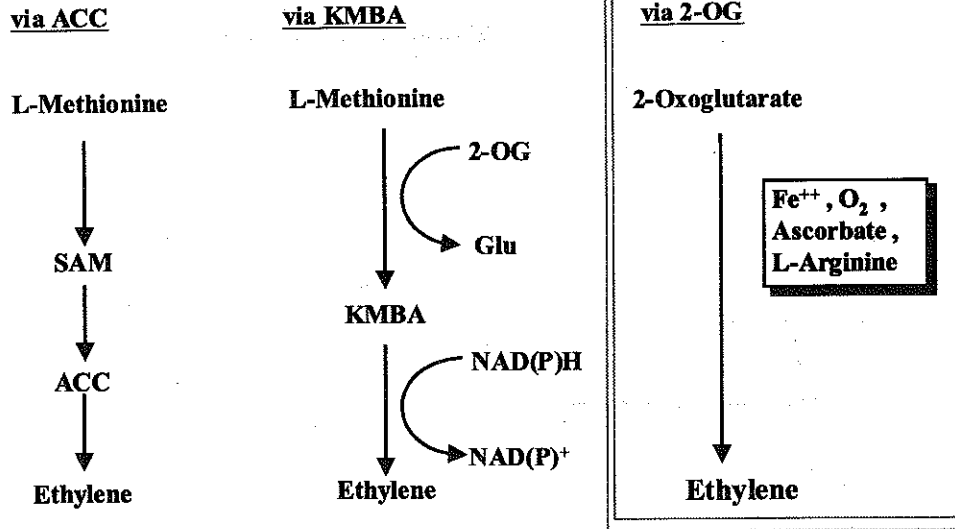 via ACC
L-Methionine
SAM
ACC
Ethylene
via KMBA
L-Methionine
2-OG
Glu
KMBA
NAD(P)H
NAD(P)⁺
Ethylene
via 2-OG
2-Oxoglutarate
Fe⁺⁺ , O₂ ,
Ascorbate ,
L-Arginine
Ethylene